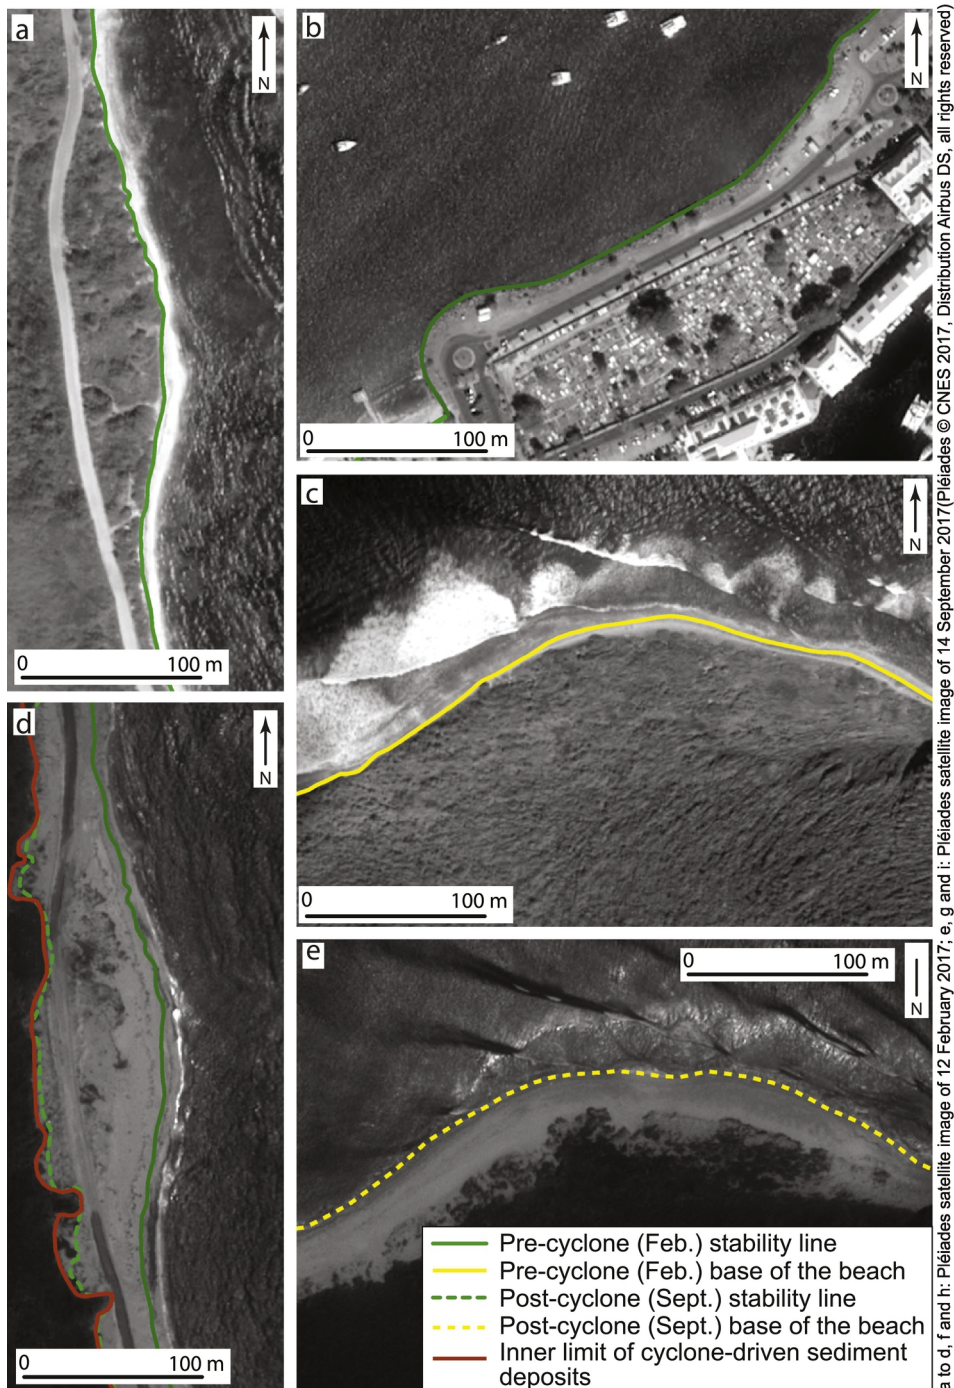 a
N
0 100 m
b
N
0 100 m
c
N
0 100 m
d
N
0 100 m
e
0 100 m
N
Pre-cyclone (Feb.) stability line
Pre-cyclone (Feb.) base of the beach
Post-cyclone (Sept.) stability line
Post-cyclone (Sept.) base of the beach
Inner limit of cyclone-driven sediment
deposits
a to d, f and h: Pléiades satellite image of 12 February 2017; e, g and i: Pléiades satellite image of 14 September 2017(Pléiades © CNES 2017, Distribution Airbus DS, all rights reserved)